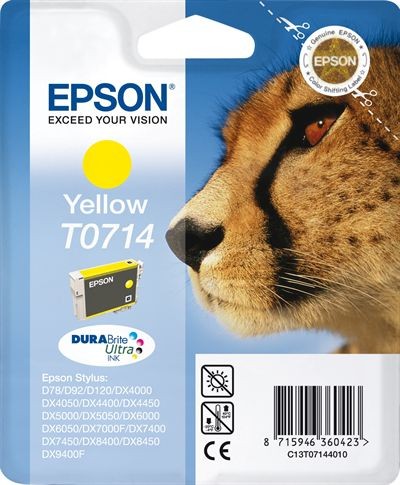 EPSON®
EXCEED YOUR VISION
Genuine Epson
EPSON
Color Shifting Label
Yellow
T0714
EPSON
DURABrite
Ultra™
INK
Epson Stylus:
D78/D92/D120/DX4000
DX4050/DX4400/DX4450
DX5000/DX5050/DX6000
DX6050/DX7000F/DX7400
DX7450/DX8400/DX8450
DX9400F
8 715946 360423 >
C13T07144010